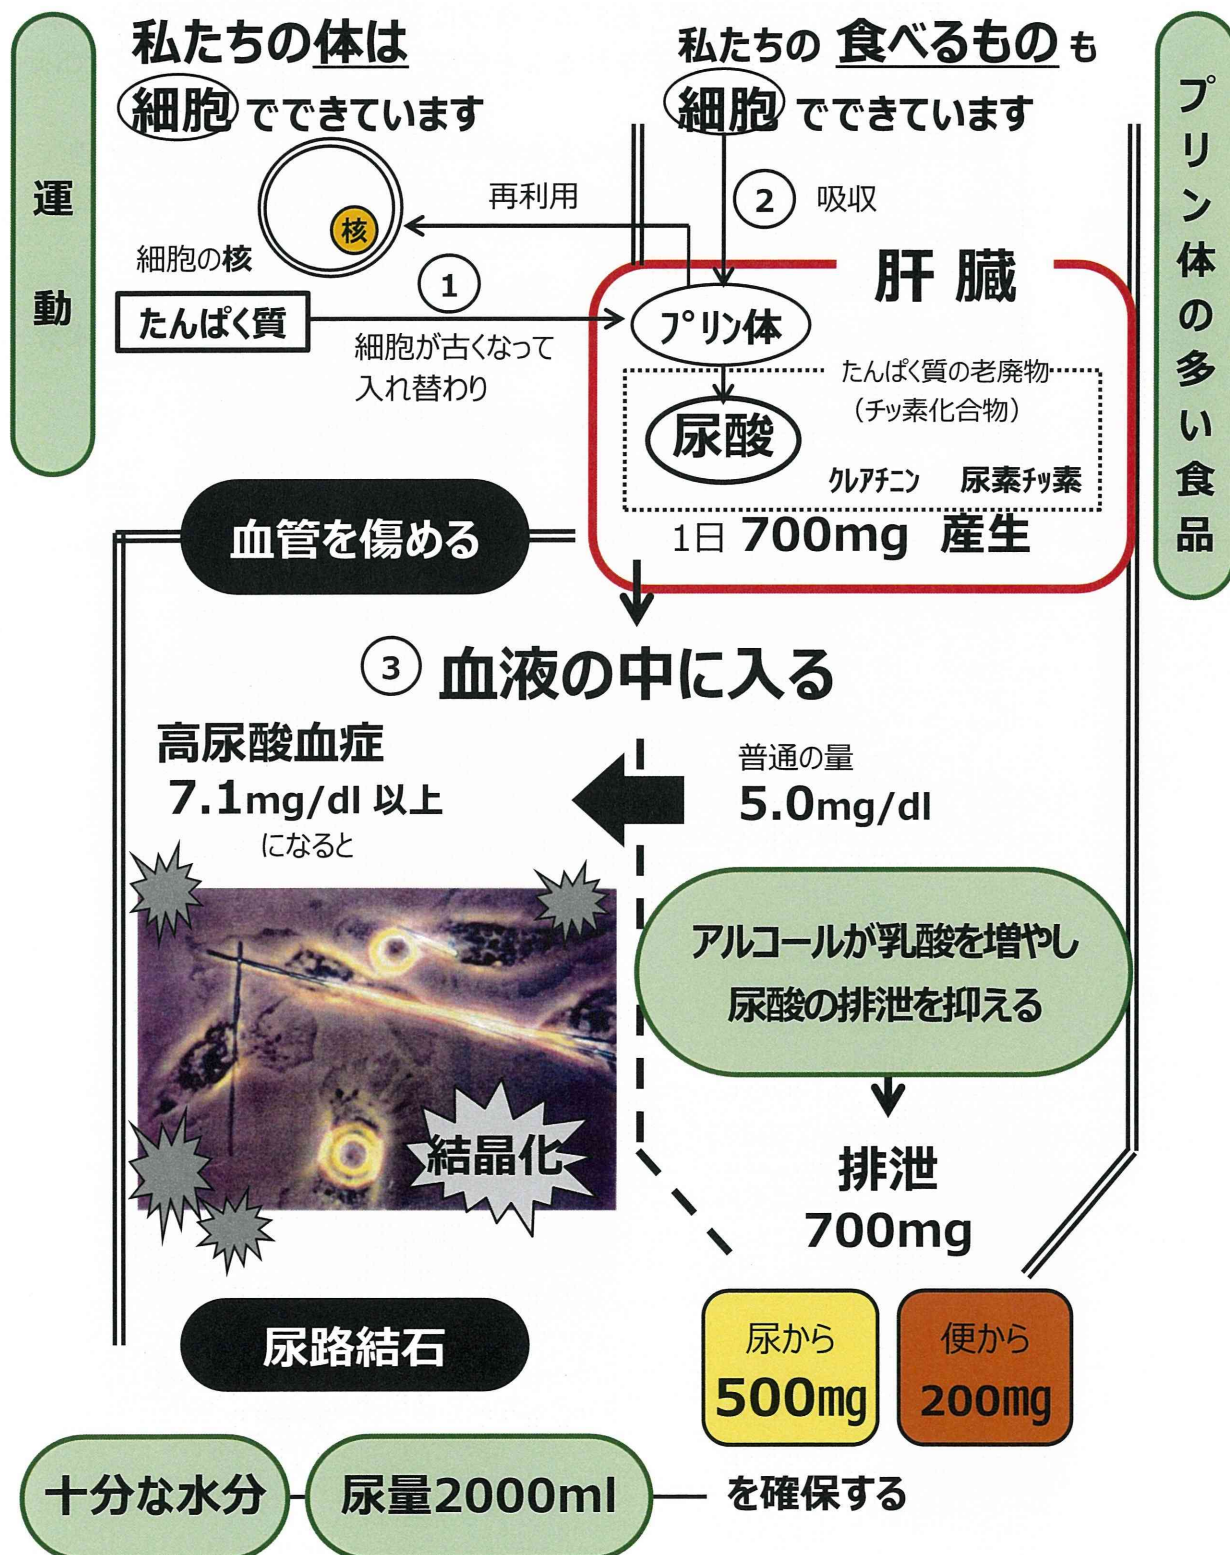 私たちの体は
細胞でできています
私たちの 食べるもの も
細胞でできています
運動
プリン体の多い食品
再利用
② 吸収
核
細胞の核
①
たんぱく質
細胞が古くなって
入れ替わり
肝臓
プリン体
たんぱく質の老廃物
（チッ素化合物）
尿酸
クレアチニン 尿素チッ素
1日 700mg 産生
血管を傷める
③ 血液の中に入る
高尿酸血症
7.1mg/dl 以上
になると
普通の量
5.0mg/dl
アルコールが乳酸を増やし
尿酸の排泄を抑える
結晶化
排泄
700mg
尿路結石
尿から
500㎎
便から
200㎎
十分な水分 尿量2000ml を確保する